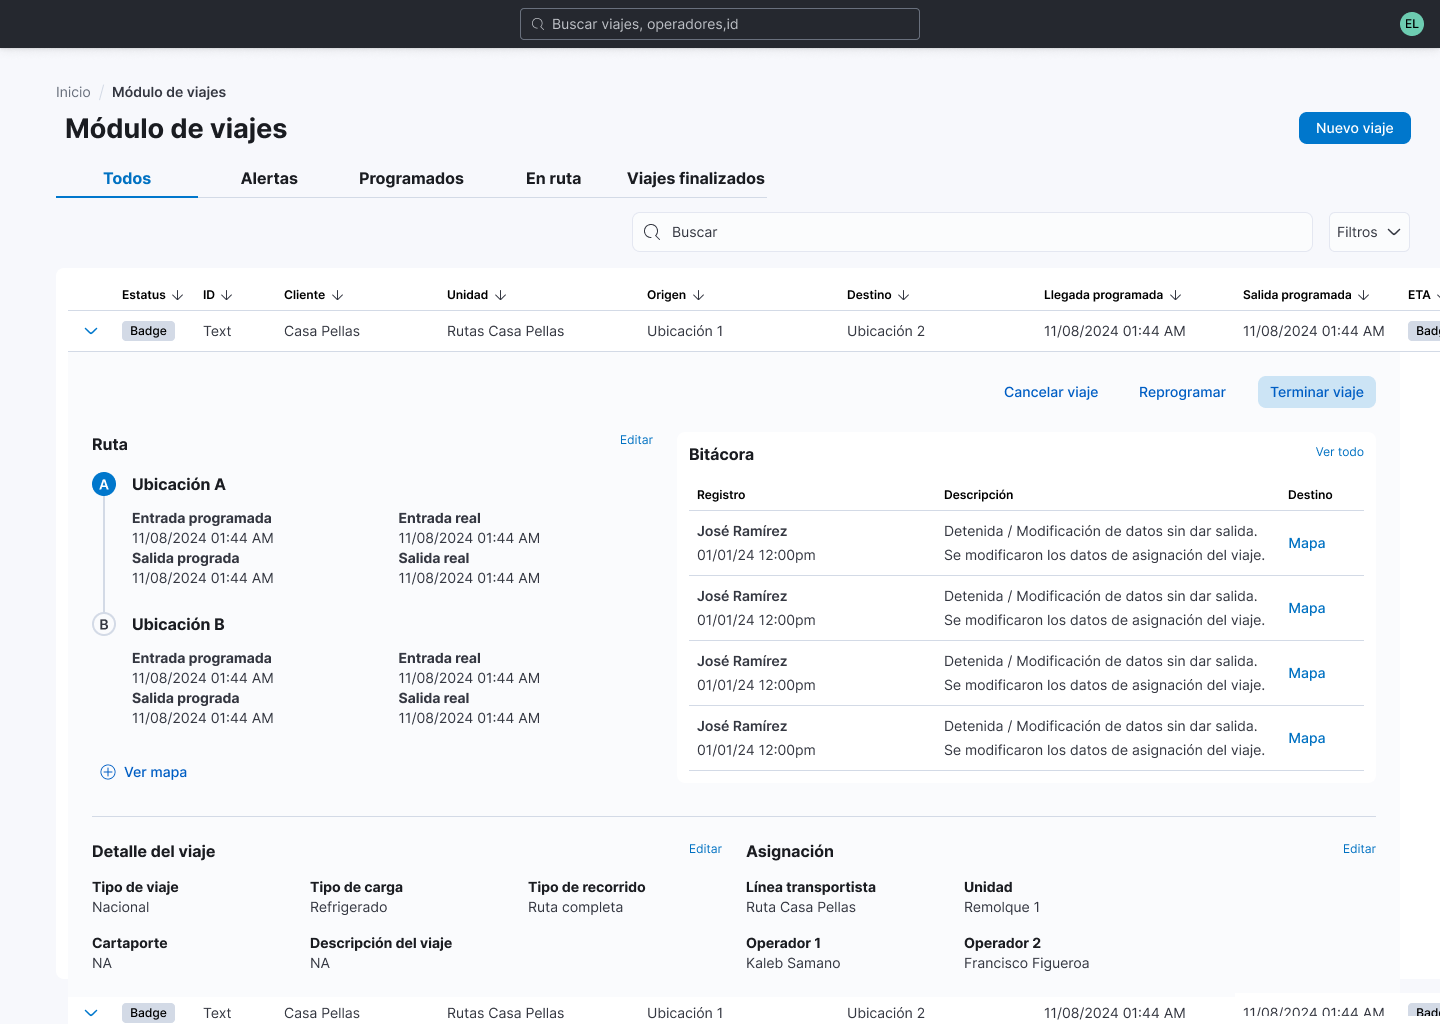 Buscar viajes, operadores,id
EL
Inicio / Módulo de viajes
Módulo de viajes
Nuevo viaje
Todos Alertas Programados En ruta Viajes finalizados
Buscar
Filtros
Estatus ID Cliente Unidad Origen Destino Llegada programada Salida programada ETA
Badge Text Casa Pellas Rutas Casa Pellas Ubicación 1 Ubicación 2 11/08/2024 01:44 AM 11/08/2024 01:44 AM
Cancelar viaje Reprogramar Terminar viaje
Ruta Editar
A Ubicación A
Entrada programada Entrada real
11/08/2024 01:44 AM 11/08/2024 01:44 AM
Salida prograda Salida real
11/08/2024 01:44 AM 11/08/2024 01:44 AM
B Ubicación B
Entrada programada Entrada real
11/08/2024 01:44 AM 11/08/2024 01:44 AM
Salida prograda Salida real
11/08/2024 01:44 AM 11/08/2024 01:44 AM
Ver mapa
Bitácora Ver todo
Registro Descripción Destino
José Ramírez Detenida / Modificación de datos sin dar salida.
01/01/24 12:00pm Se modificaron los datos de asignación del viaje.
Mapa
José Ramírez Detenida / Modificación de datos sin dar salida.
01/01/24 12:00pm Se modificaron los datos de asignación del viaje.
Mapa
José Ramírez Detenida / Modificación de datos sin dar salida.
01/01/24 12:00pm Se modificaron los datos de asignación del viaje.
Mapa
José Ramírez Detenida / Modificación de datos sin dar salida.
01/01/24 12:00pm Se modificaron los datos de asignación del viaje.
Mapa
Detalle del viaje Editar
Tipo de viaje Tipo de carga Tipo de recorrido
Nacional Refrigerado Ruta completa
Cartaporte Descripción del viaje
NA NA
Asignación Editar
Línea transportista Unidad
Ruta Casa Pellas Remolque 1
Operador 1 Operador 2
Kaleb Samano Francisco Figueroa
Badge Text Casa Pellas Rutas Casa Pellas Ubicación 1 Ubicación 2 11/08/2024 01:44 AM 11/08/2024 01:44 AM